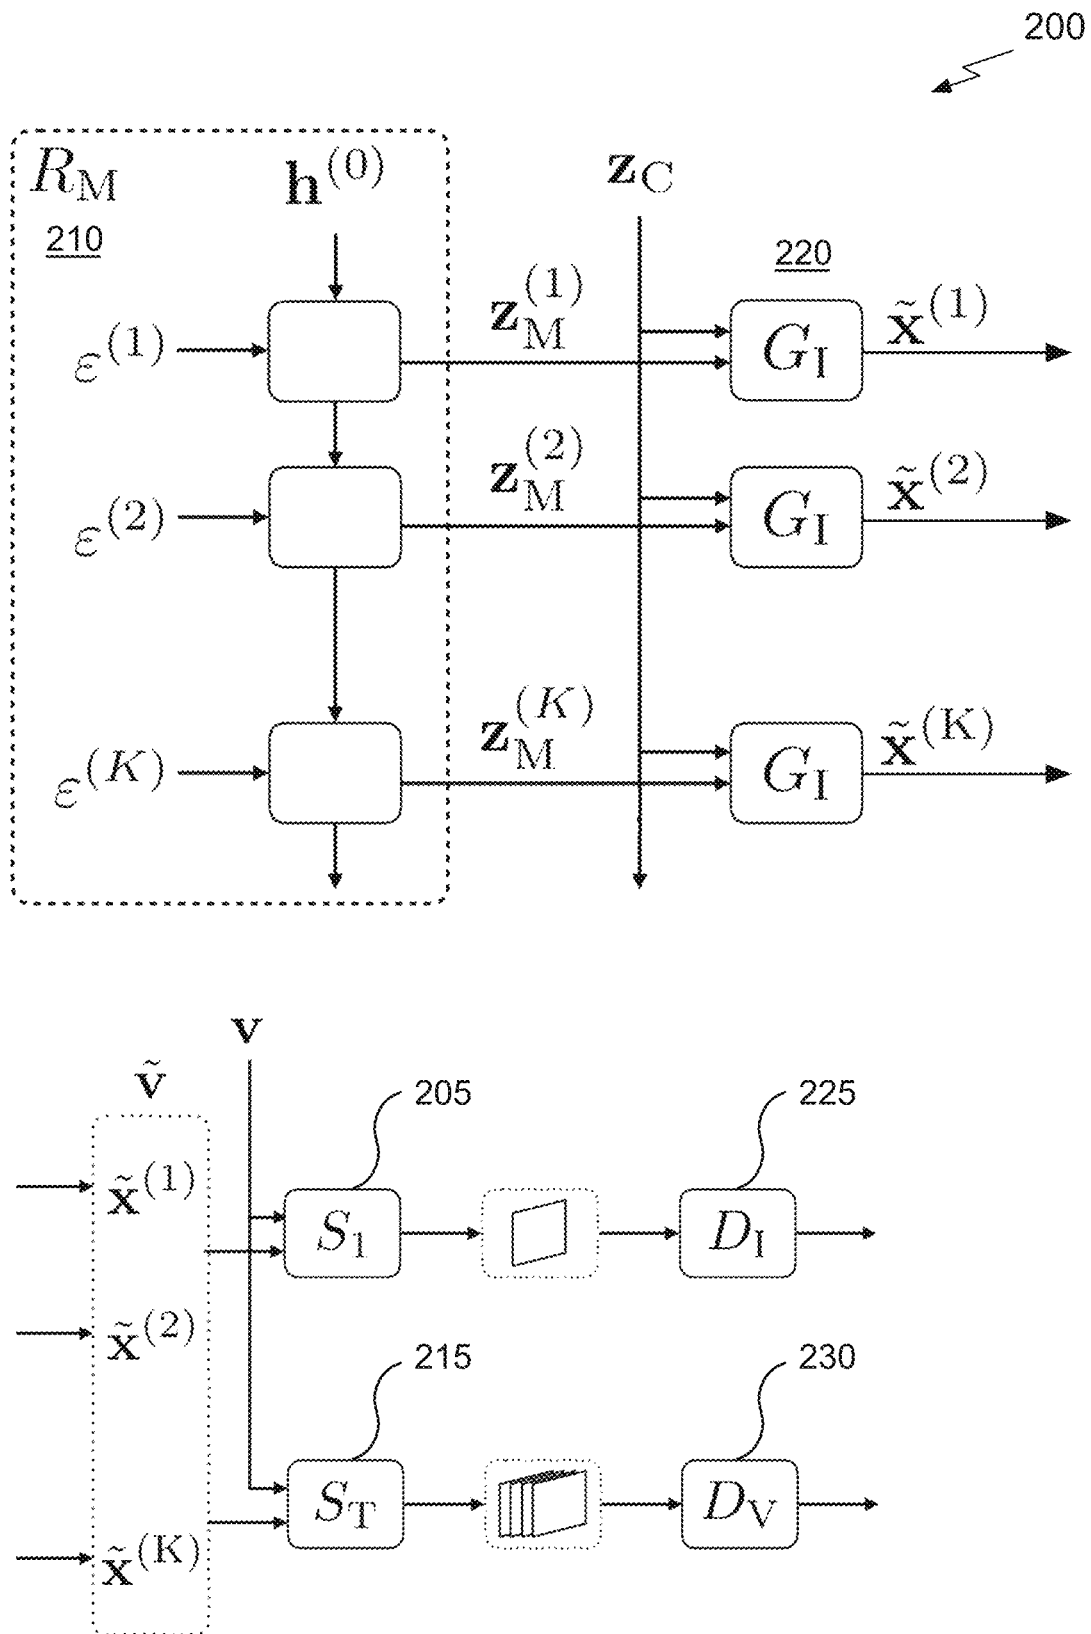 200
R_M h^(0) z_C
210 220
z_M^(1) x̃^(1)
ε^(1) G_I
z_M^(2) x̃^(2)
ε^(2) G_I
z_M^(K) x̃^(K)
ε^(K) G_I
v
ṽ 205 225
x̃^(1) S_1 D_I
x̃^(2)
215 230
S_T D_V
x̃^(K)